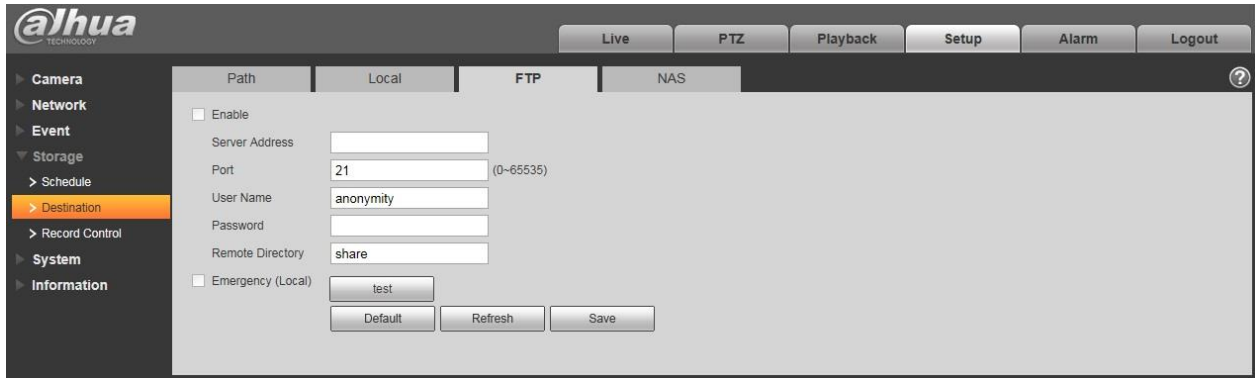 alhua
TECHNOLOGY
Live PTZ Playback Setup Alarm Logout
Camera
Network
Event
Storage
> Schedule
> Destination
> Record Control
System
Information
Path Local FTP NAS ?
Enable
Server Address
Port 21 (0~65535)
User Name anonymity
Password
Remote Directory share
Emergency (Local) test
Default Refresh Save